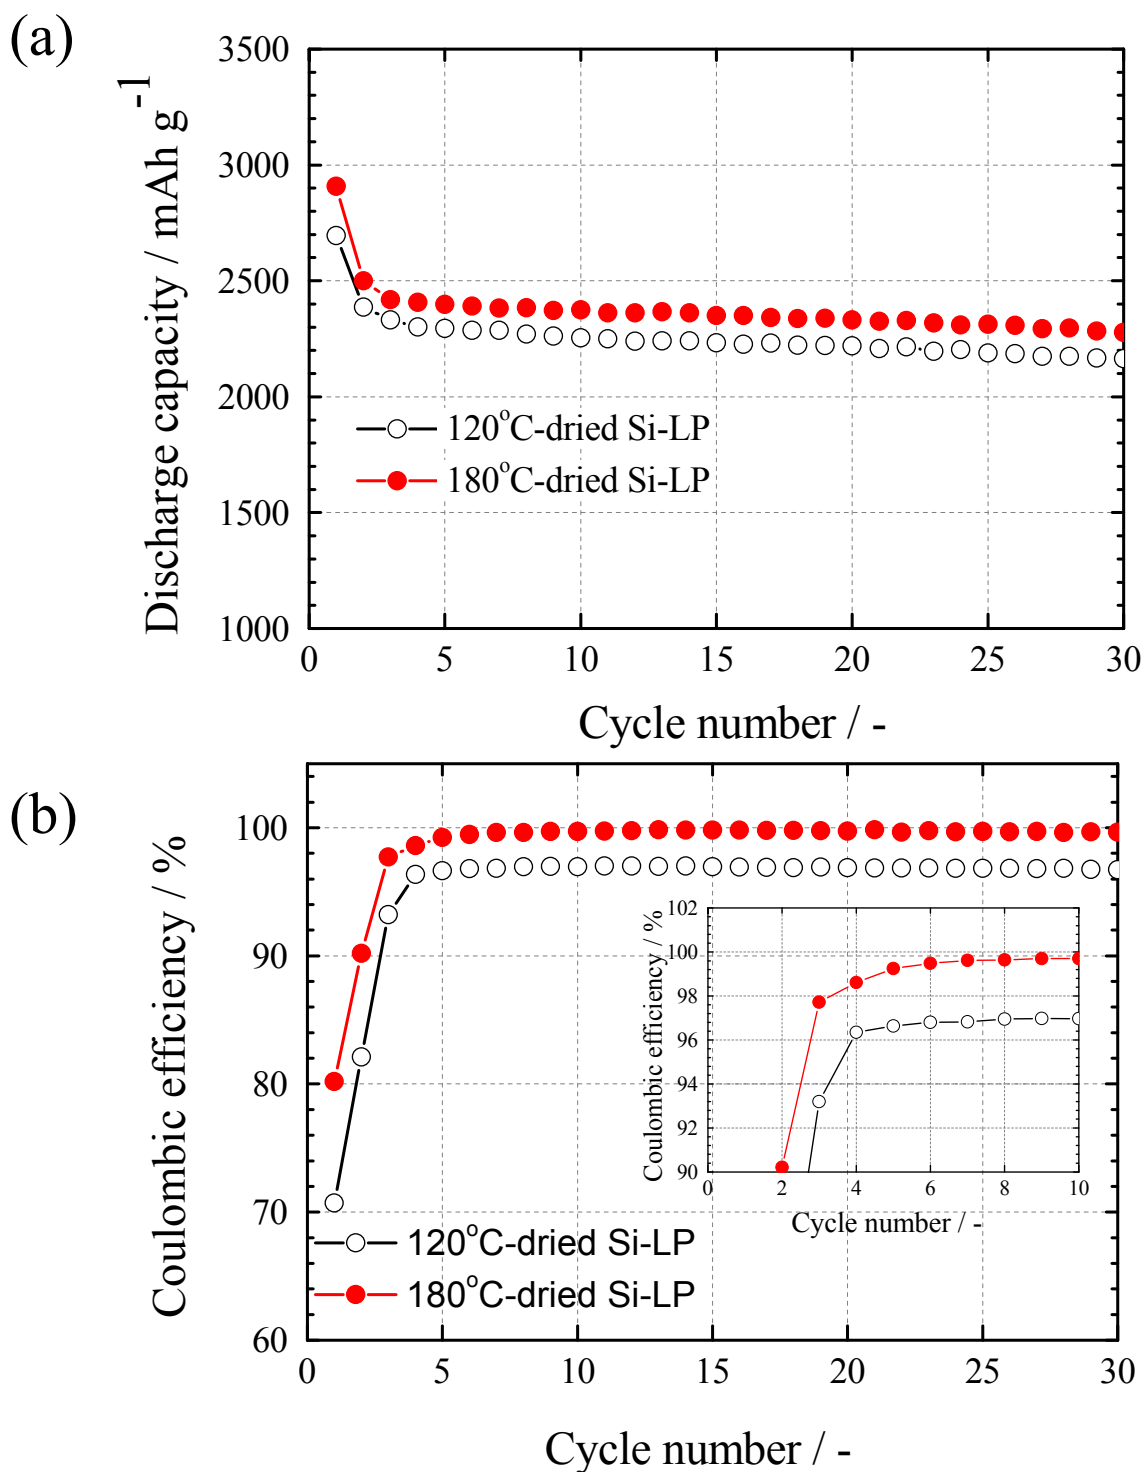 (a)
Discharge capacity / mAh g⁻¹
3500
3000
2500
2000
1500
1000
120°C-dried Si-LP
180°C-dried Si-LP
0 5 10 15 20 25 30
Cycle number / -
(b)
Coulombic efficiency / %
100
90
80
70
60
Coulombic efficiency / %
102
100
98
96
94
92
90
0 2 4 6 8 10
Cycle number / -
120°C-dried Si-LP
180°C-dried Si-LP
0 5 10 15 20 25 30
Cycle number / -